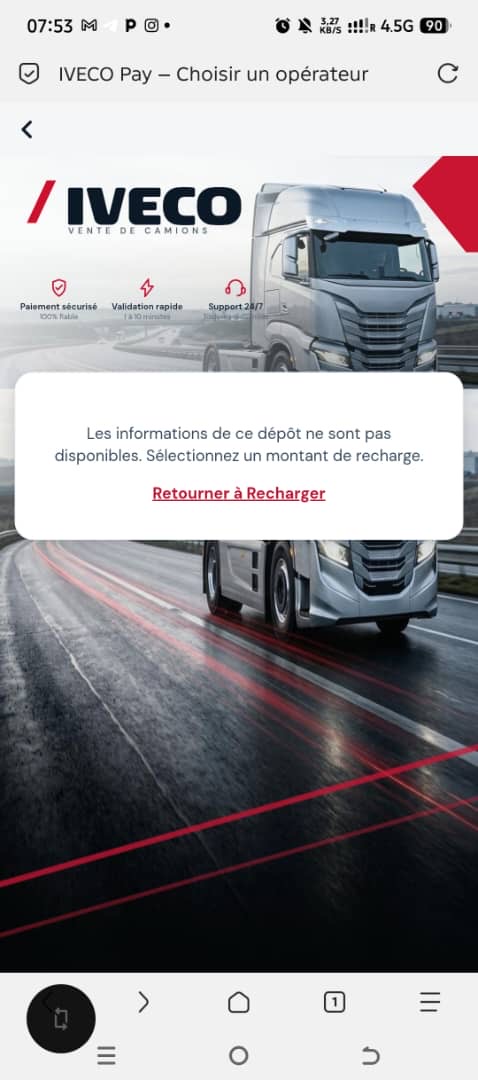 07:53
P
3,27
KB/S
R 4.5G 90
IVECO Pay – Choisir un opérateur
IVECO
VENTE DE CAMIONS
Paiement sécurisé Validation rapide Support 24/7
100% fiable 1 à 10 minutes
Les informations de ce dépôt ne sont pas
disponibles. Sélectionnez un montant de recharge.
Retourner à Recharger
1